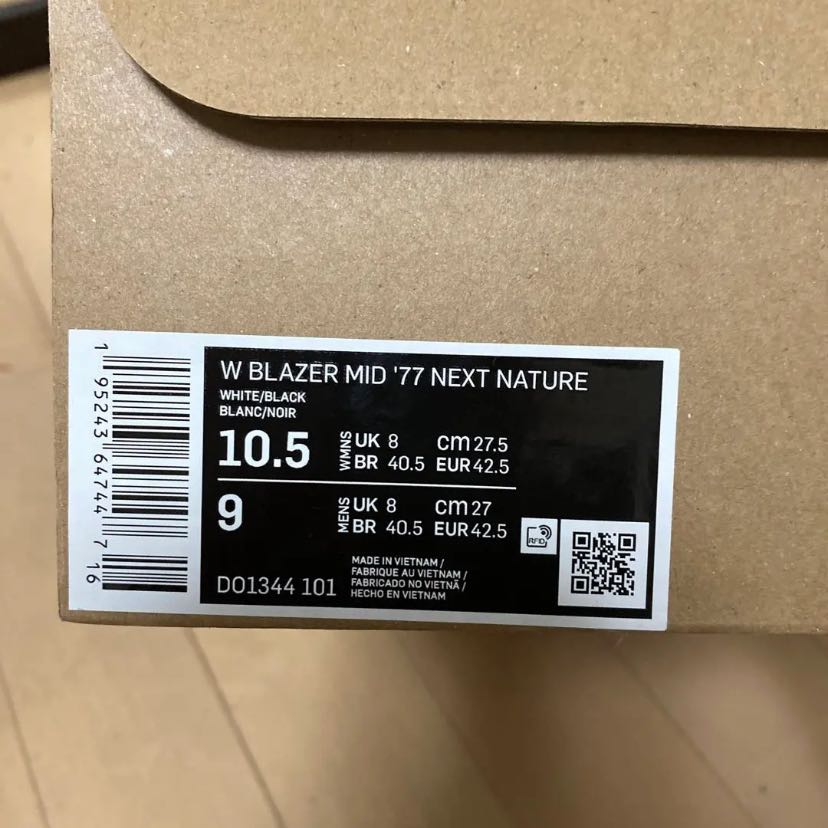 W BLAZER MID '77 NEXT NATURE
WHITE/BLACK
BLANC/NOIR
10.5 WMNS UK 8 cm 27.5
BR 40.5 EUR 42.5
9 MENS UK 8 cm 27
BR 40.5 EUR 42.5
RFID
MADE IN VIETNAM /
FABRIQUE AU VIETNAM /
FABRICADO NO VIETNÃ /
HECHO EN VIETNAM
DO1344 101
1 95243 64744 7 16